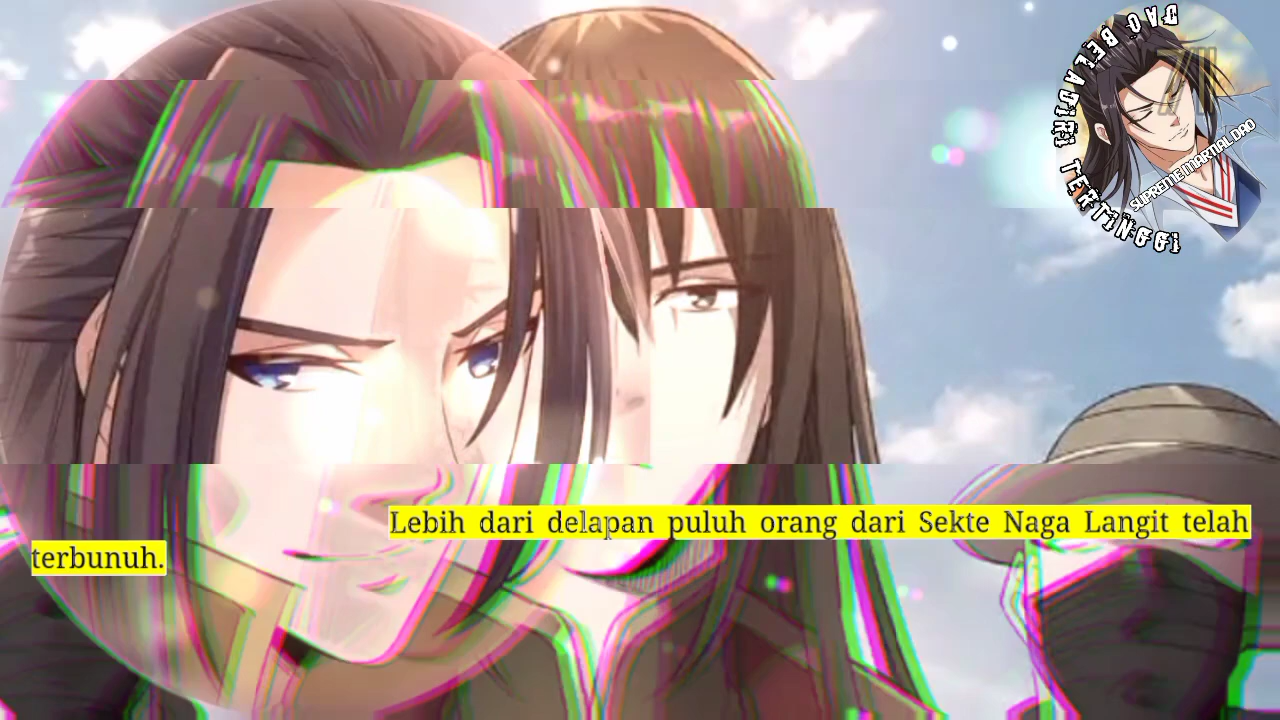 DAO BELADIRI TERTINGGI
SUPREME MARTIAL DAO
Lebih dari delapan puluh orang dari Sekte Naga Langit telah
terbunuh.